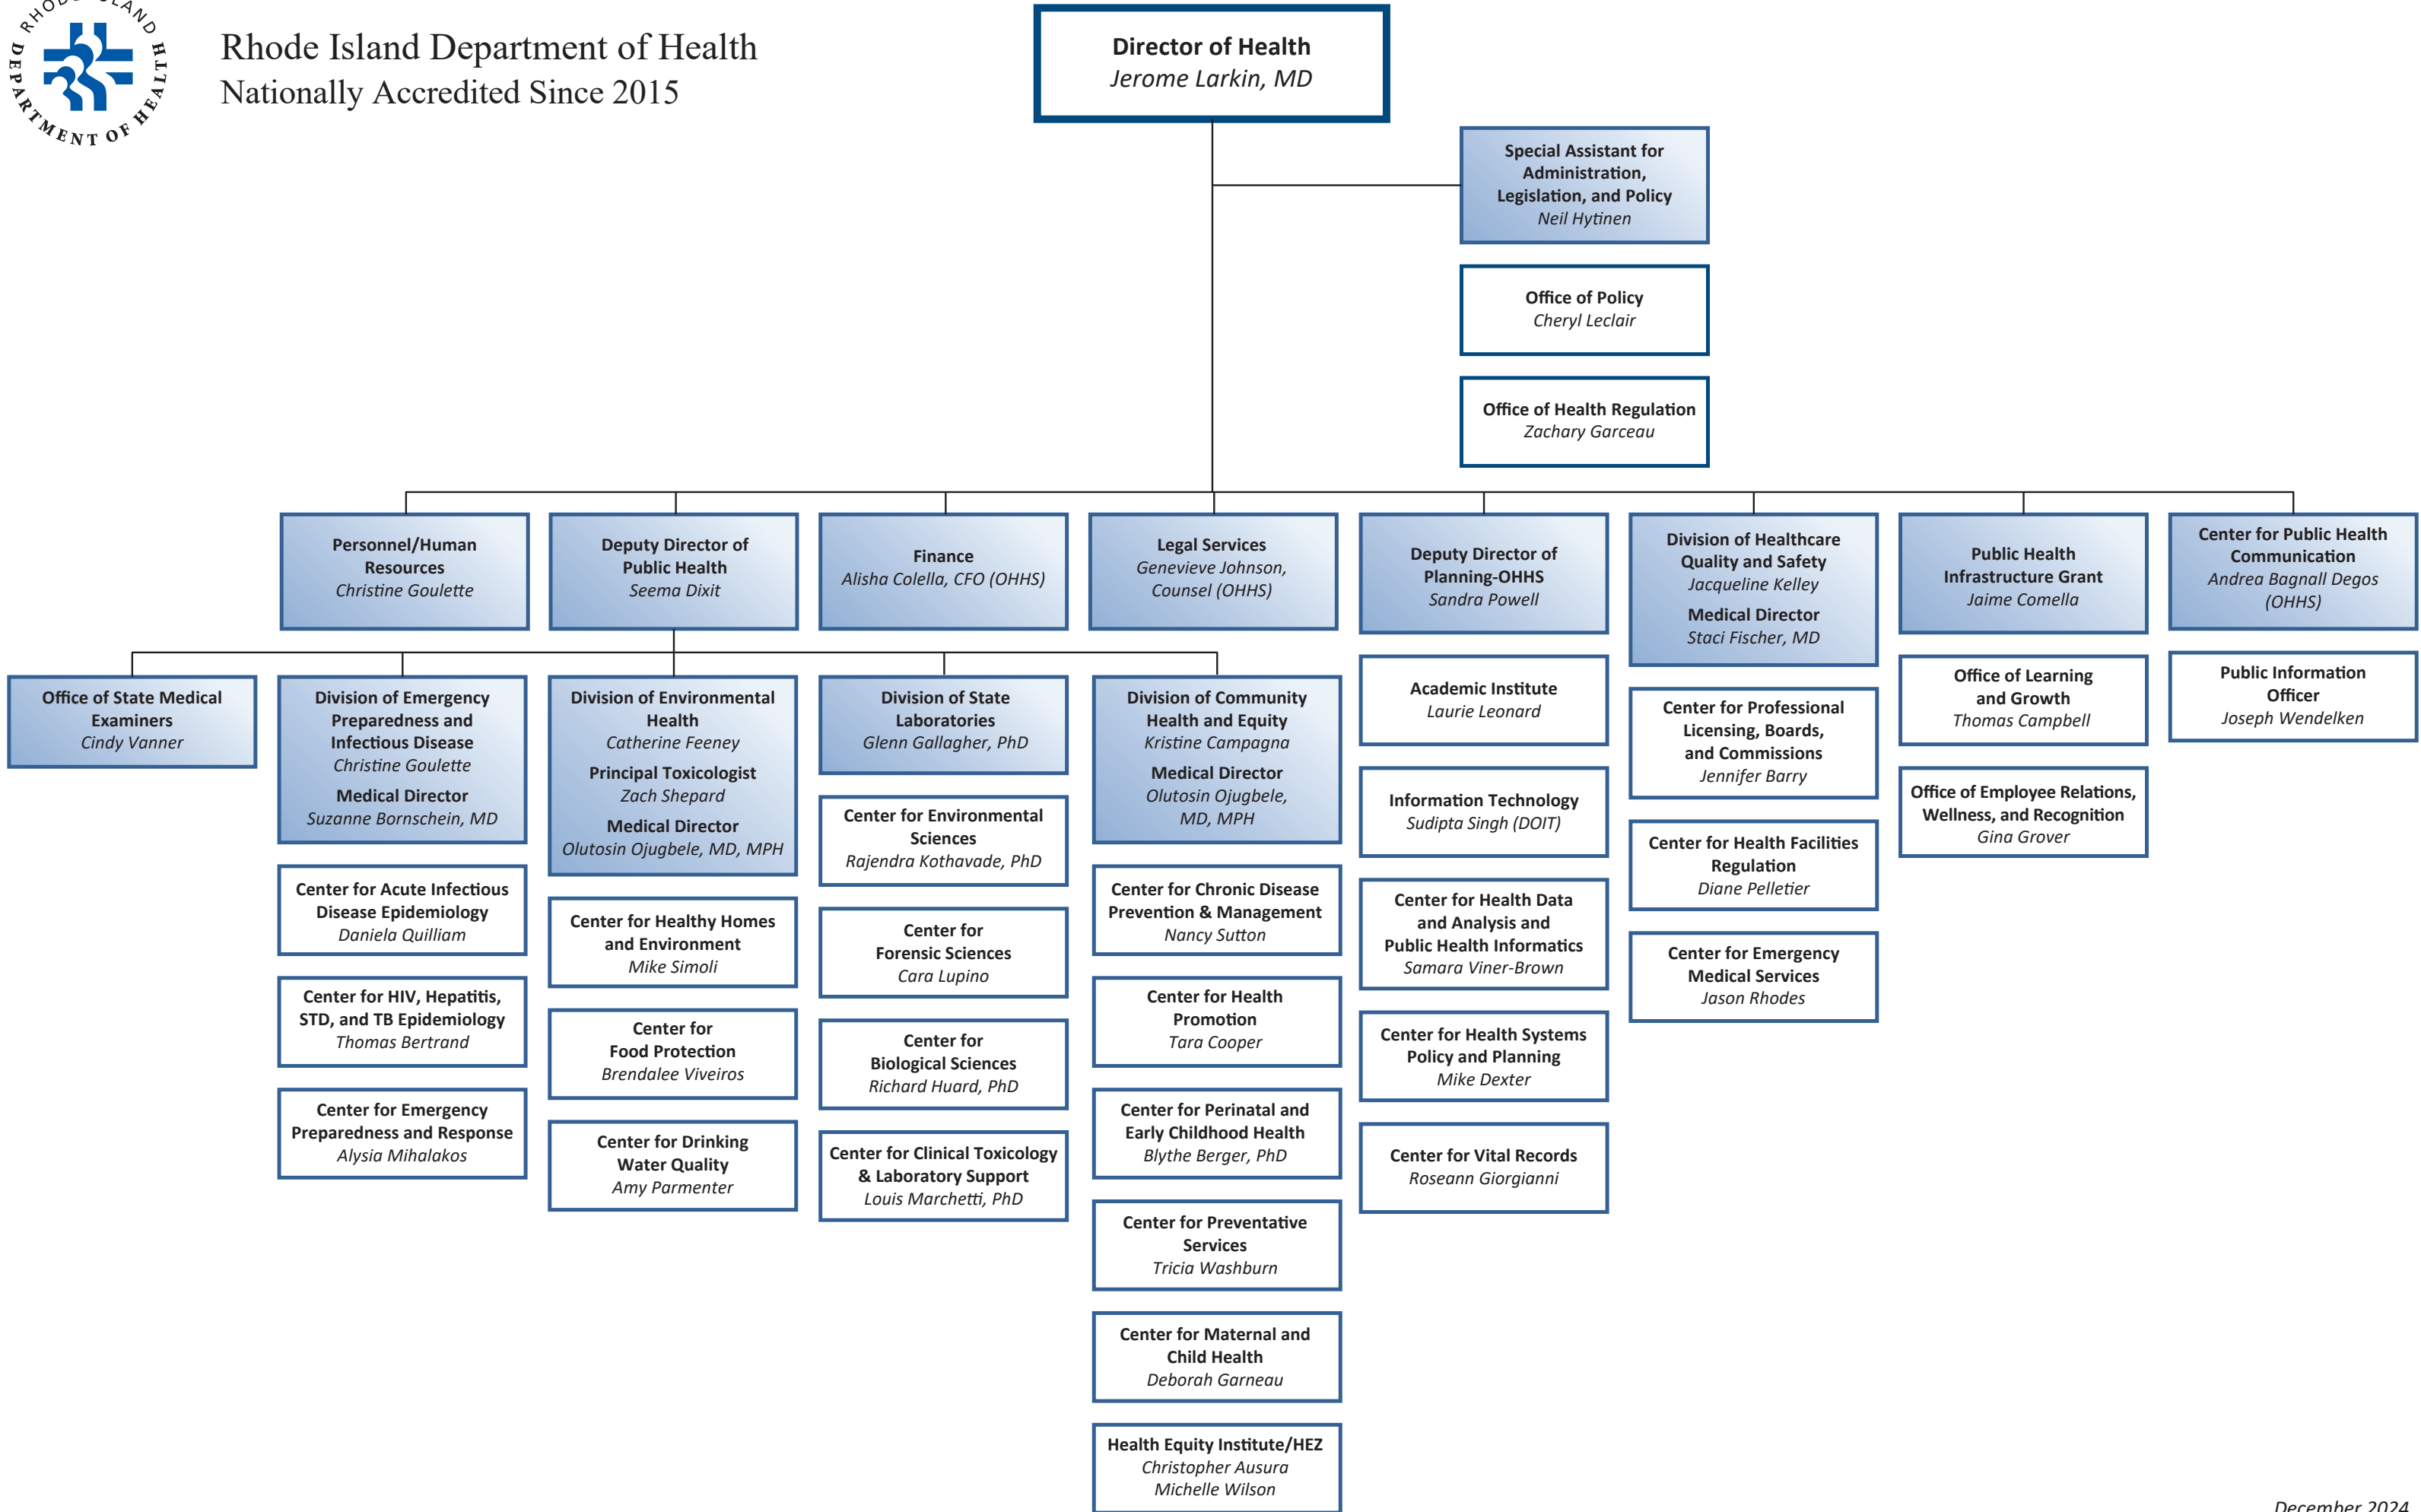 RHODE ISLAND
DEPARTMENT OF HEALTH
Rhode Island Department of Health
Nationally Accredited Since 2015
Director of Health
Jerome Larkin, MD
Special Assistant for
Administration,
Legislation, and Policy
Neil Hytinen
Office of Policy
Cheryl Leclair
Office of Health Regulation
Zachary Garceau
Personnel/Human
Resources
Christine Goulette
Deputy Director of
Public Health
Seema Dixit
Finance
Alisha Colella, CFO (OHHS)
Legal Services
Genevieve Johnson,
Counsel (OHHS)
Deputy Director of
Planning-OHHS
Sandra Powell
Division of Healthcare
Quality and Safety
Jacqueline Kelley
Medical Director
Staci Fischer, MD
Public Health
Infrastructure Grant
Jaime Comella
Center for Public Health
Communication
Andrea Bagnall Degos
(OHHS)
Office of State Medical
Examiners
Cindy Vanner
Division of Emergency
Preparedness and
Infectious Disease
Christine Goulette
Medical Director
Suzanne Bornschein, MD
Center for Acute Infectious
Disease Epidemiology
Daniela Quilliam
Center for HIV, Hepatitis,
STD, and TB Epidemiology
Thomas Bertrand
Center for Emergency
Preparedness and Response
Alysia Mihalakos
Division of Environmental
Health
Catherine Feeney
Principal Toxicologist
Zach Shepard
Medical Director
Olutosin Ojugbele, MD, MPH
Center for Healthy Homes
and Environment
Mike Simoli
Center for
Food Protection
Brendalee Viveiros
Center for Drinking
Water Quality
Amy Parmenter
Division of State
Laboratories
Glenn Gallagher, PhD
Center for Environmental
Sciences
Rajendra Kothavade, PhD
Center for
Forensic Sciences
Cara Lupino
Center for
Biological Sciences
Richard Huard, PhD
Center for Clinical Toxicology
& Laboratory Support
Louis Marchetti, PhD
Division of Community
Health and Equity
Kristine Campagna
Medical Director
Olutosin Ojugbele,
MD, MPH
Center for Chronic Disease
Prevention & Management
Nancy Sutton
Center for Health
Promotion
Tara Cooper
Center for Perinatal and
Early Childhood Health
Blythe Berger, PhD
Center for Preventative
Services
Tricia Washburn
Center for Maternal and
Child Health
Deborah Garneau
Health Equity Institute/HEZ
Christopher Ausura
Michelle Wilson
Academic Institute
Laurie Leonard
Information Technology
Sudipta Singh (DOIT)
Center for Health Data
and Analysis and
Public Health Informatics
Samara Viner-Brown
Center for Health Systems
Policy and Planning
Mike Dexter
Center for Vital Records
Roseann Giorgianni
Center for Professional
Licensing, Boards,
and Commissions
Jennifer Barry
Center for Health Facilities
Regulation
Diane Pelletier
Center for Emergency
Medical Services
Jason Rhodes
Office of Learning
and Growth
Thomas Campbell
Office of Employee Relations,
Wellness, and Recognition
Gina Grover
Public Information
Officer
Joseph Wendelken
December 2024